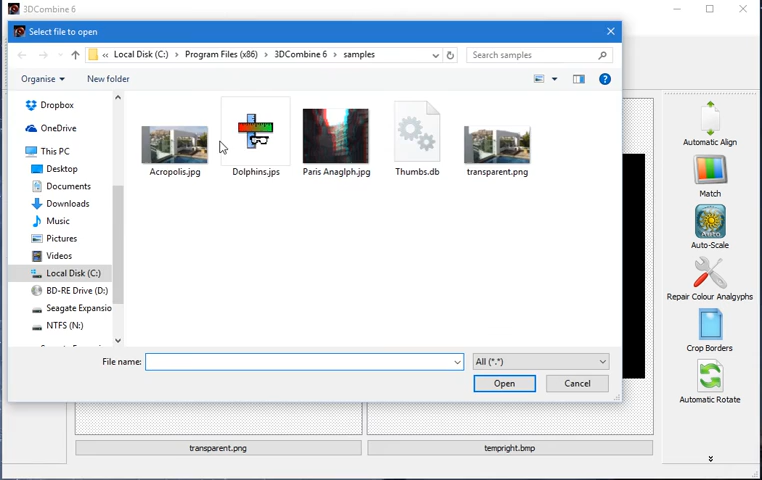 3DCombine 6
Select file to open
« Local Disk (C:) > Program Files (x86) > 3DCombine 6 > samples
Search samples
Organise
New folder
Dropbox
OneDrive
This PC
Desktop
Documents
Downloads
Music
Pictures
Videos
Local Disk (C:)
BD-RE Drive (D:)
Seagate Expansio
NTFS (N:)
Acropolis.jpg
Dolphins.jps
Paris Anaglph.jpg
Thumbs.db
transparent.png
File name:
All (*.*)
Open
Cancel
Automatic Align
Match
AUTO
Auto-Scale
Repair Colour Analgyphs
Crop Borders
Automatic Rotate
transparent.png
tempright.bmp